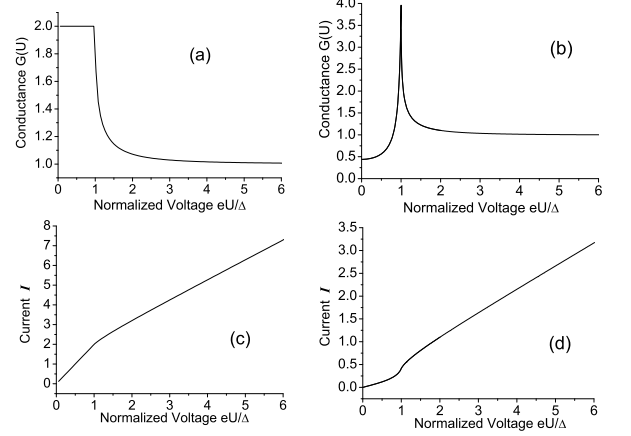 2.0
1.8
1.6
1.4
1.2
1.0
Conductance G(U)
(a)
0 1 2 3 4 5 6
Normalized Voltage eU/Δ
4.0
3.5
3.0
2.5
2.0
1.5
1.0
0.5
0.0
Conductance G(U)
(b)
0 1 2 3 4 5 6
Normalized Voltage eU/Δ
8
7
6
5
4
3
2
1
0
Current I
(c)
0 1 2 3 4 5 6
Normalized Voltage eU/Δ
3.5
3.0
2.5
2.0
1.5
1.0
0.5
0.0
Current I
(d)
0 1 2 3 4 5 6
Normalized Voltage eU/Δ